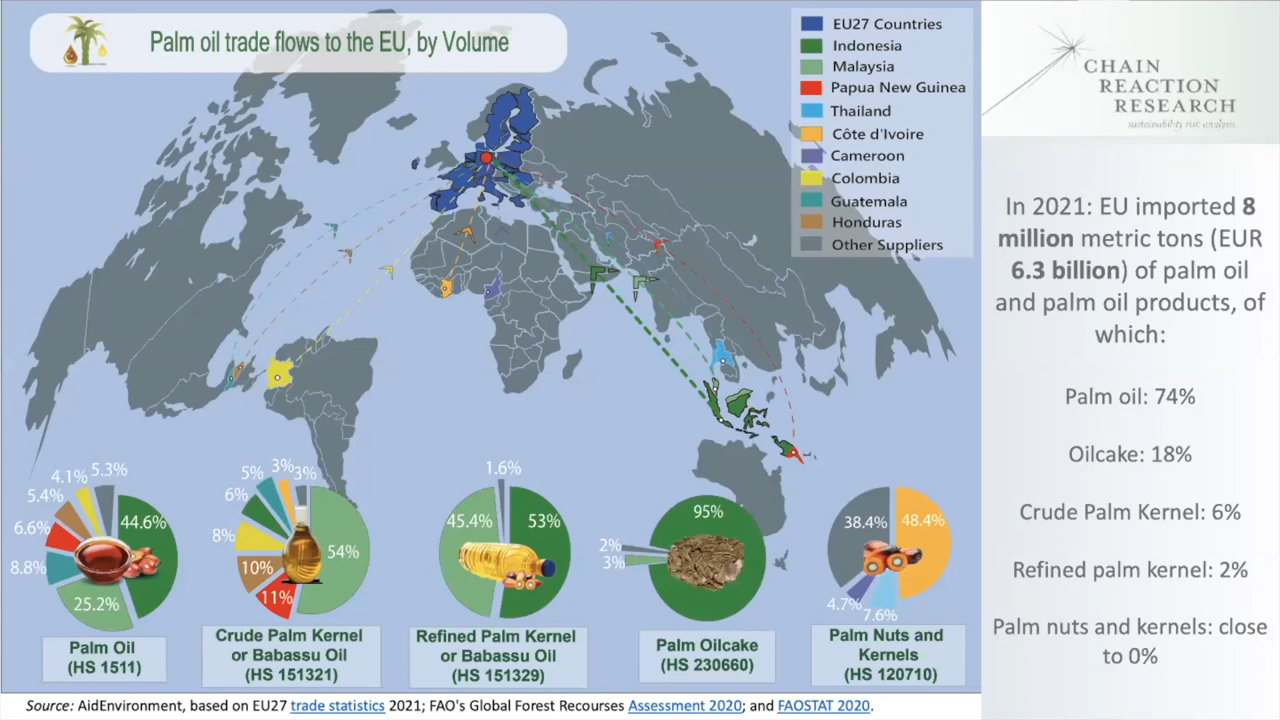 Palm oil trade flows to the EU, by Volume
EU27 Countries
Indonesia
Malaysia
Papua New Guinea
Thailand
Côte d'Ivoire
Cameroon
Colombia
Guatemala
Honduras
Other Suppliers
CHAIN
REACTION
RESEARCH
sustainability risk analysis
In 2021: EU imported 8
million metric tons (EUR
6.3 billion) of palm oil
and palm oil products, of
which:
Palm oil: 74%
Oilcake: 18%
Crude Palm Kernel: 6%
Refined palm kernel: 2%
Palm nuts and kernels: close
to 0%
44.6%
25.2%
8.8%
6.6%
5.4%
4.1%
5.3%
Palm Oil
(HS 1511)
54%
11%
10%
8%
6%
5%
3%
3%
Crude Palm Kernel
or Babassu Oil
(HS 151321)
1.6%
45.4%
53%
Refined Palm Kernel
or Babassu Oil
(HS 151329)
95%
2%
3%
Palm Oilcake
(HS 230660)
38.4%
48.4%
4.7%
7.6%
Palm Nuts and
Kernels
(HS 120710)
Source: AidEnvironment, based on EU27 trade statistics 2021; FAO's Global Forest Recourses Assessment 2020; and FAOSTAT 2020.